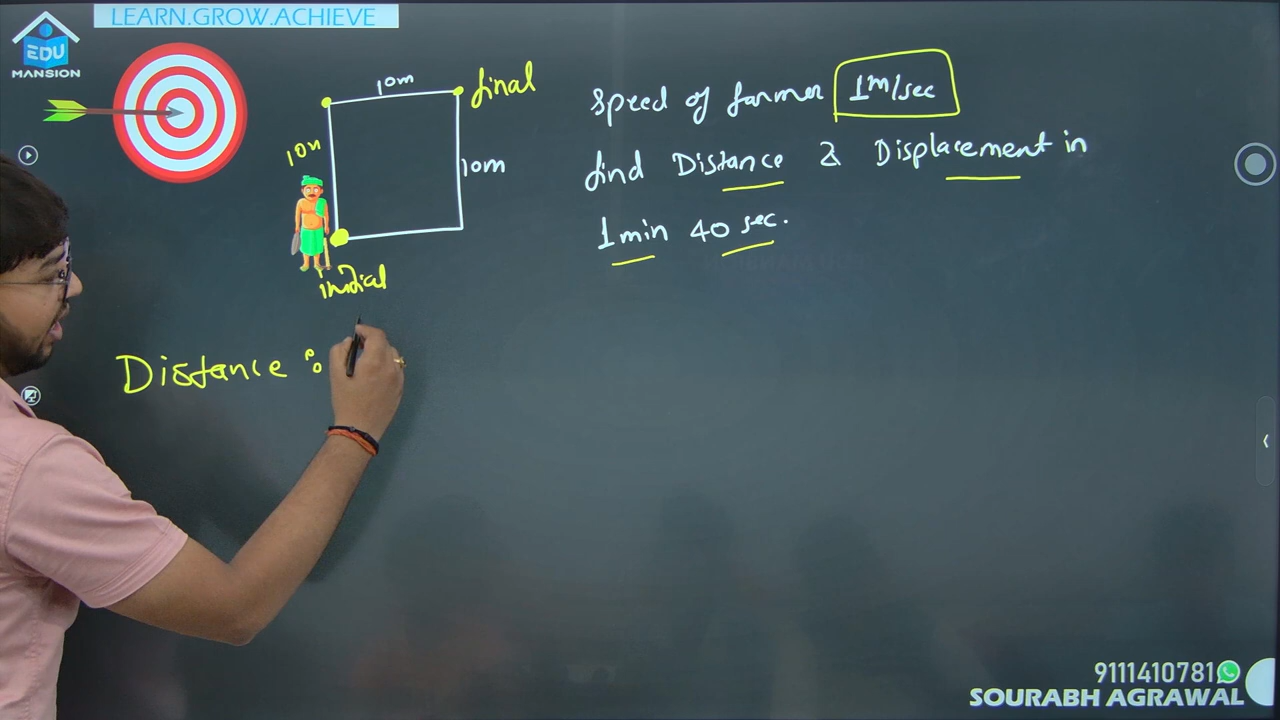 LEARN.GROW.ACHIEVE
EDU
MANSION
10m
final
10m
10m
initial
Speed of farmer 1m/sec
find Distance & Displacement in
1min 40 sec.
Distance :
9111410781
SOURABH AGRAWAL